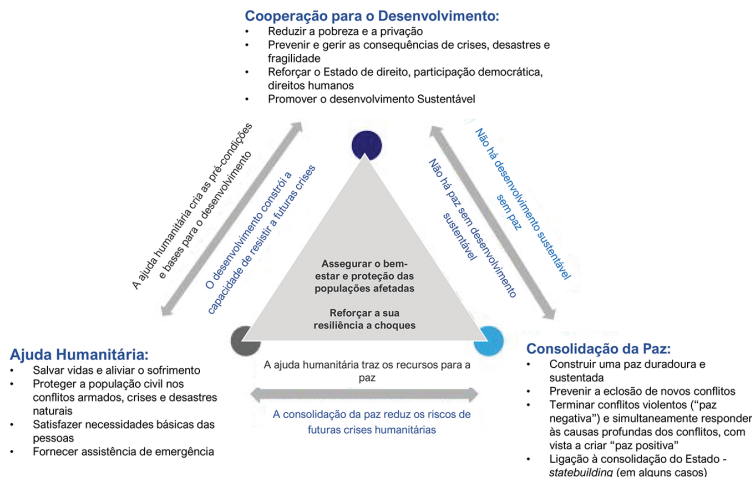 Cooperação para o Desenvolvimento:
• Reduzir a pobreza e a privação
• Prevenir e gerir as consequências de crises, desastres e
fragilidade
• Reforçar o Estado de direito, participação democrática,
direitos humanos
• Promover o desenvolvimento Sustentável
A ajuda humanitária cria as pré-condições
e bases para o desenvolvimento
O desenvolvimento constrói a
capacidade de resistir a futuras crises
Não há paz sem desenvolvimento
sustentável
Não há desenvolvimento sustentável
sem paz
Assegurar o bem-
estar e proteção das
populações afetadas
Reforçar a sua
resiliência a choques
Ajuda Humanitária:
• Salvar vidas e aliviar o sofrimento
• Proteger a população civil nos
conflitos armados, crises e desastres
naturais
• Satisfazer necessidades básicas das
pessoas
• Fornecer assistência de emergência
A ajuda humanitária traz os recursos para a
paz
A consolidação da paz reduz os riscos de
futuras crises humanitárias
Consolidação da Paz:
• Construir uma paz duradoura e
sustentada
• Prevenir a eclosão de novos conflitos
• Terminar conflitos violentos (“paz
negativa”) e simultaneamente responder
às causas profundas dos conflitos, com
vista a criar “paz positiva”
• Ligação à consolidação do Estado -
statebuilding (em alguns casos)